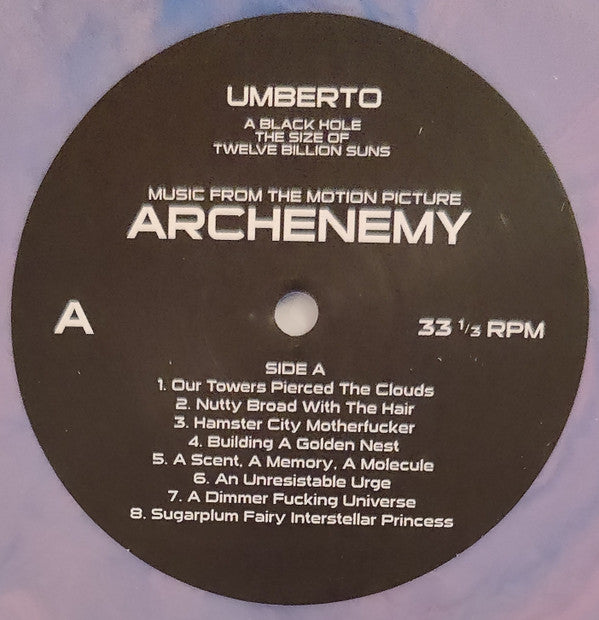 UMBERTO
A BLACK HOLE
THE SIZE OF
TWELVE BILLION SUNS
MUSIC FROM THE MOTION PICTURE
ARCHENEMY
A
33 1/3 RPM
SIDE A
1. Our Towers Pierced The Clouds
2. Nutty Broad With The Hair
3. Hamster City Motherfucker
4. Building A Golden Nest
5. A Scent, A Memory, A Molecule
6. An Unresistable Urge
7. A Dimmer Fucking Universe
8. Sugarplum Fairy Interstellar Princess